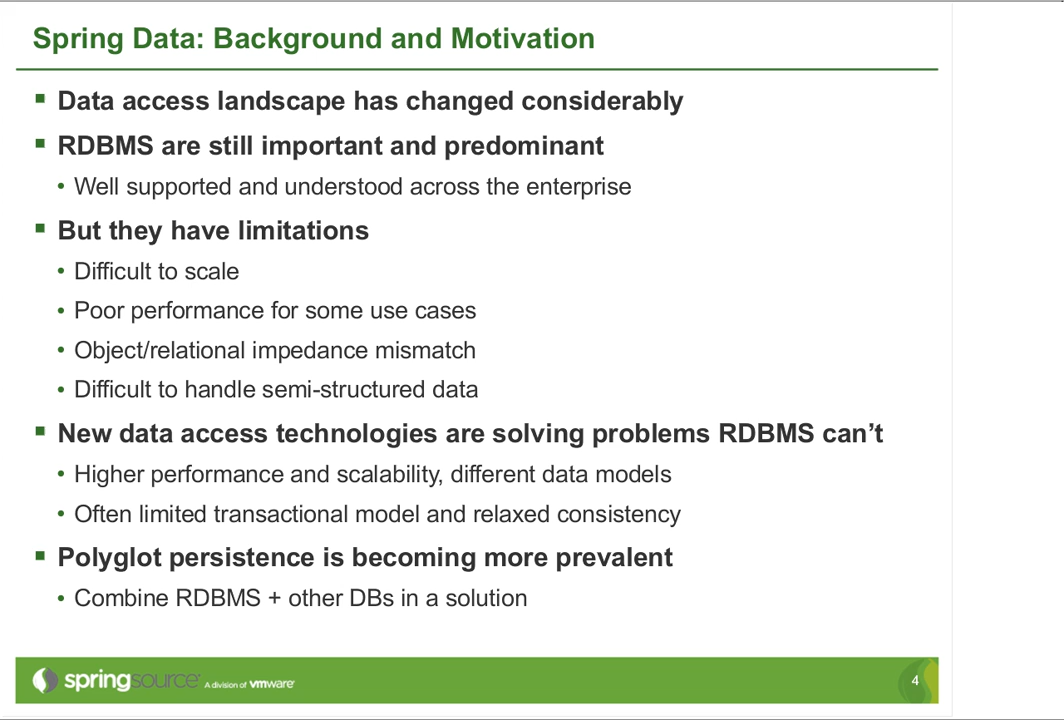 Spring Data: Background and Motivation
Data access landscape has changed considerably
RDBMS are still important and predominant
Well supported and understood across the enterprise
But they have limitations
Difficult to scale
Poor performance for some use cases
Object/relational impedance mismatch
Difficult to handle semi-structured data
New data access technologies are solving problems RDBMS can’t
Higher performance and scalability, different data models
Often limited transactional model and relaxed consistency
Polyglot persistence is becoming more prevalent
Combine RDBMS + other DBs in a solution
springsource A division of vmware
4